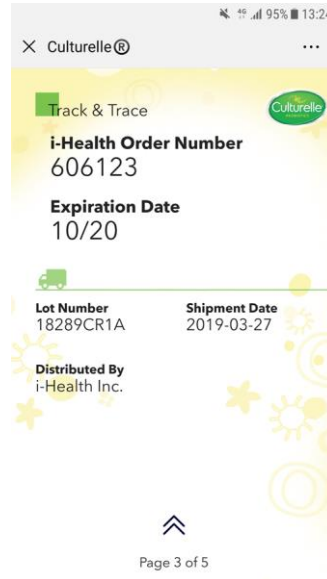 95% 13:24
Culturelle®
Track & Trace
Culturelle
i-Health Order Number
606123
Expiration Date
10/20
Lot Number
18289CR1A
Shipment Date
2019-03-27
Distributed By
i-Health Inc.
Page 3 of 5